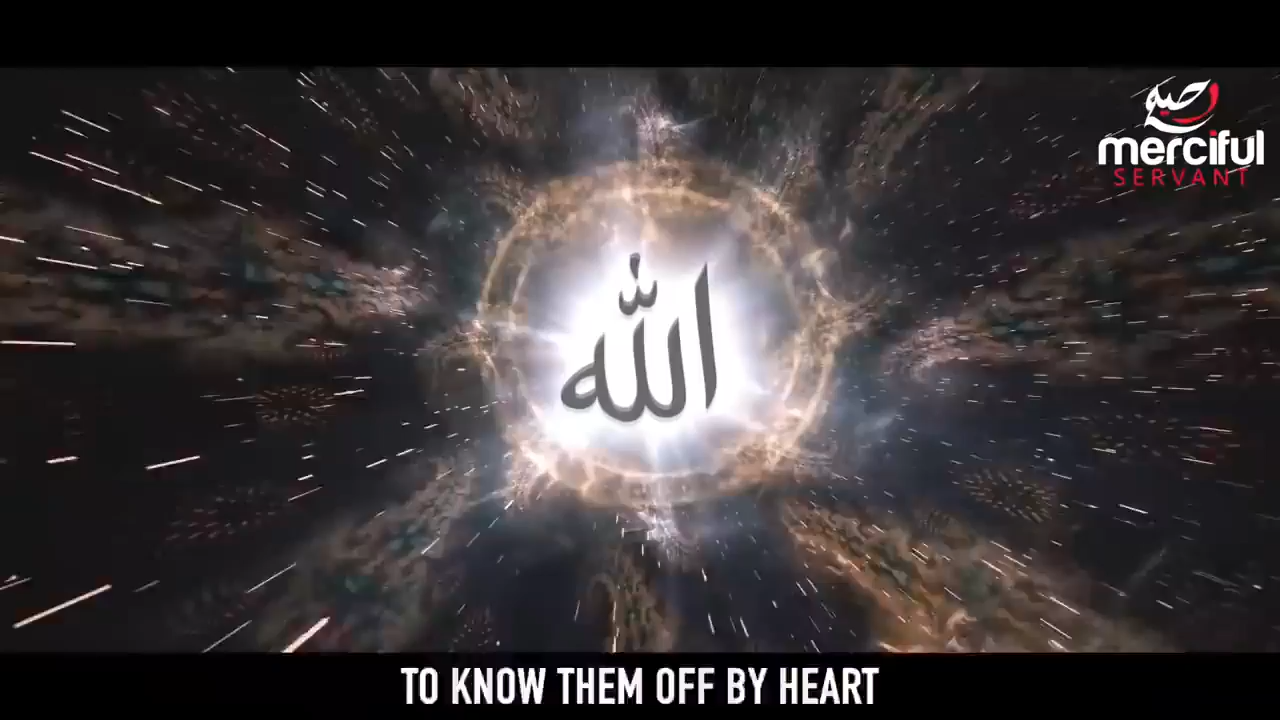 merciful
SERVANT
الله
TO KNOW THEM OFF BY HEART